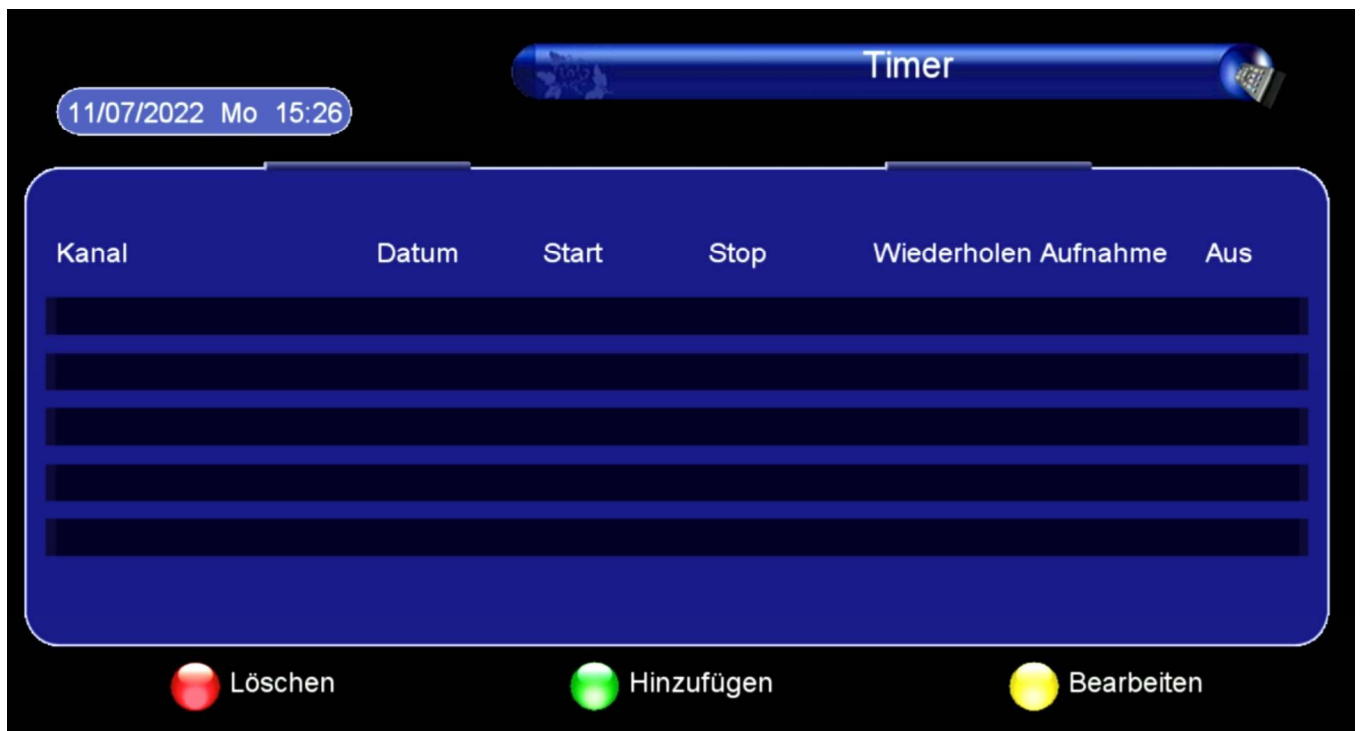 Timer
11/07/2022 Mo 15:26
Kanal Datum Start Stop Wiederholen Aufnahme Aus
Löschen Hinzufügen Bearbeiten